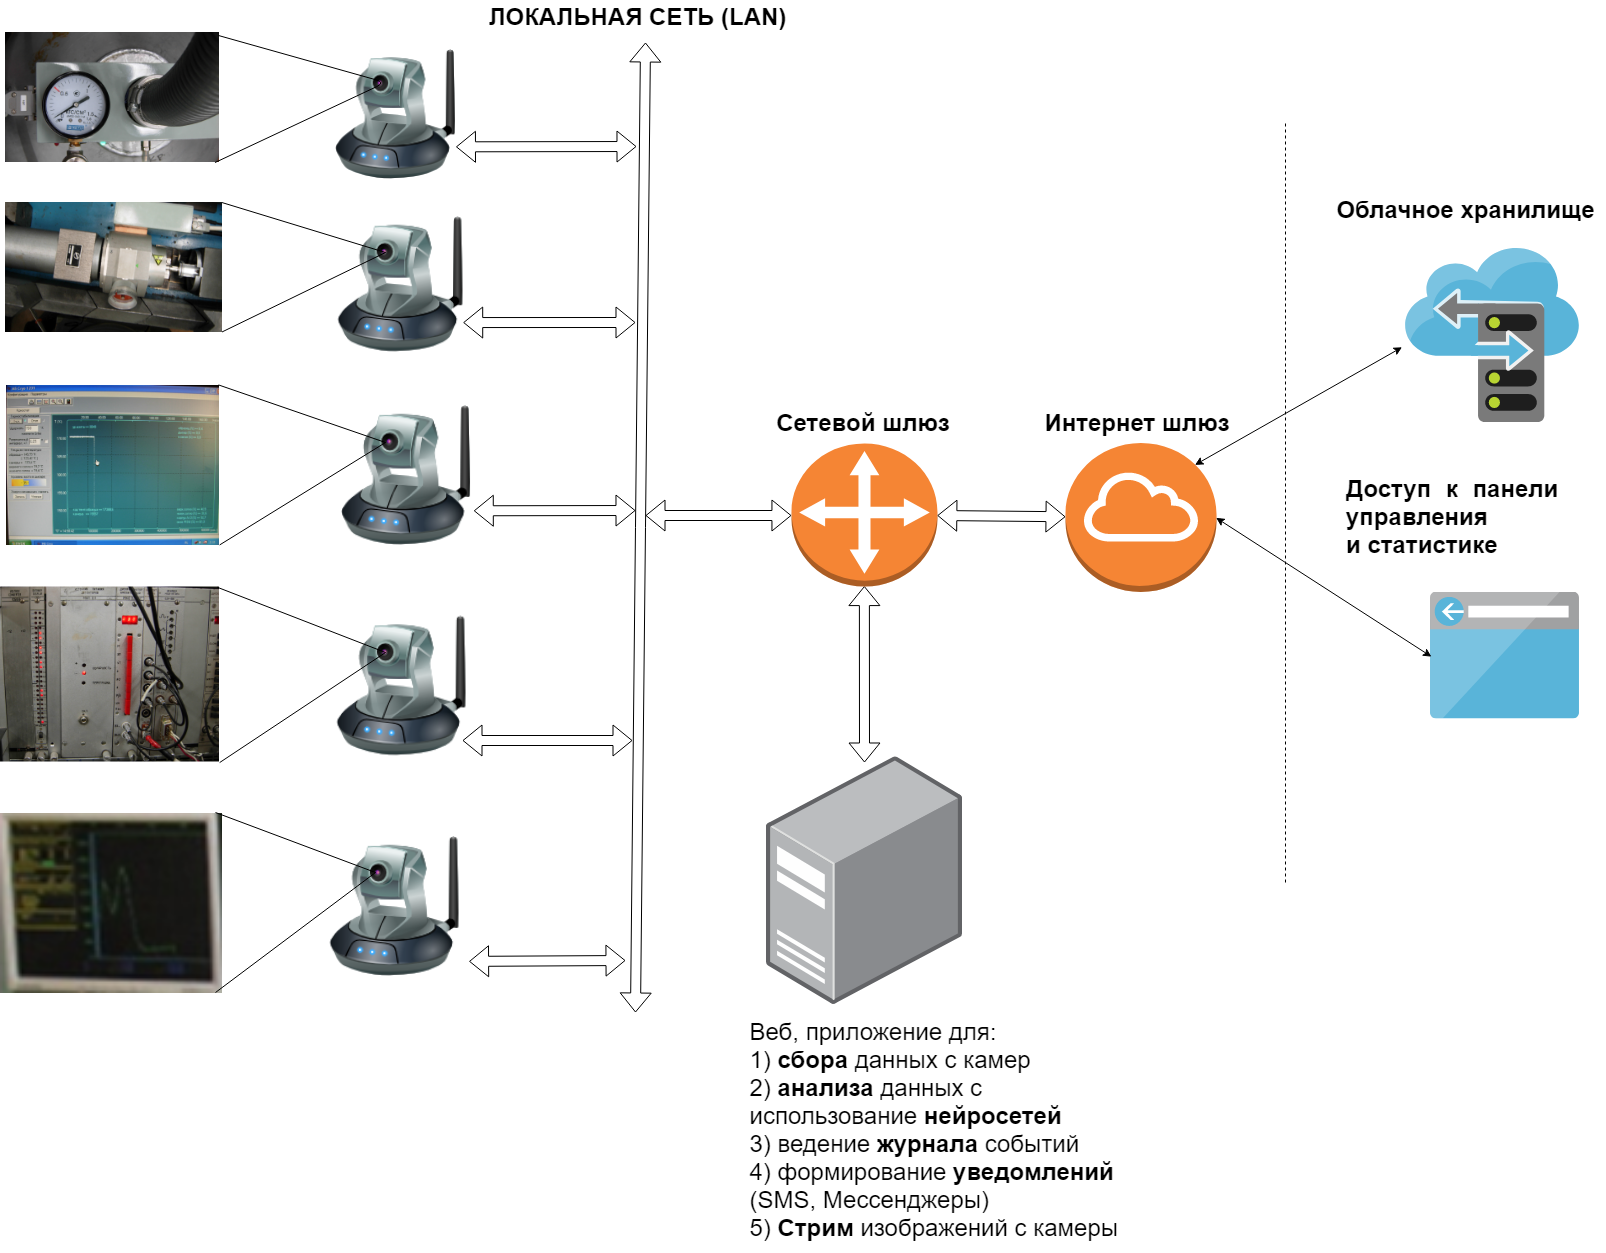 ЛОКАЛЬНАЯ СЕТЬ (LAN)
Облачное хранилище
Сетевой шлюз
Интернет шлюз
Доступ к панели
управления
и статистике
Веб, приложение для:
1) сбора данных с камер
2) анализа данных с
использование нейросетей
3) ведение журнала событий
4) формирование уведомлений
(SMS, Мессенджеры)
5) Стрим изображений с камеры